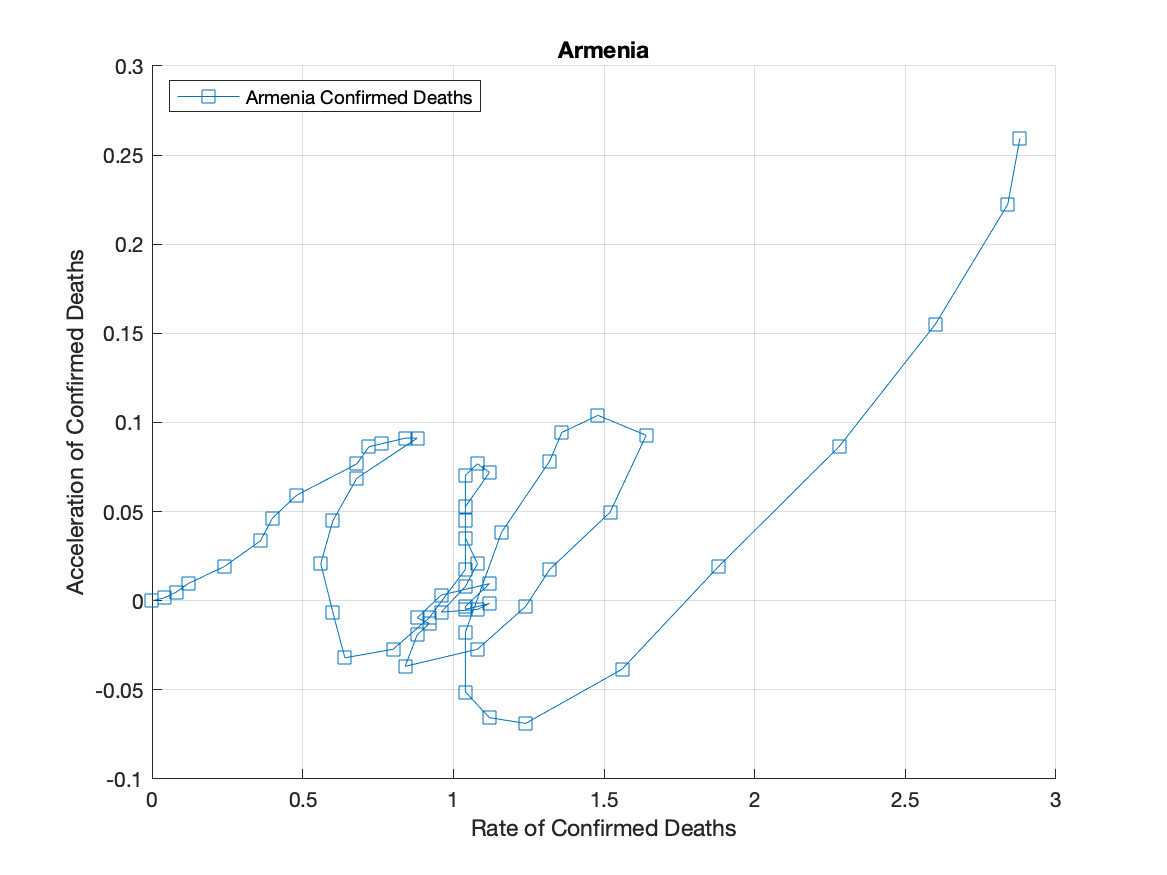 Armenia
Armenia Confirmed Deaths
0.3
0.25
0.2
0.15
0.1
0.05
0
-0.05
-0.1
Acceleration of Confirmed Deaths
0 0.5 1 1.5 2 2.5 3
Rate of Confirmed Deaths